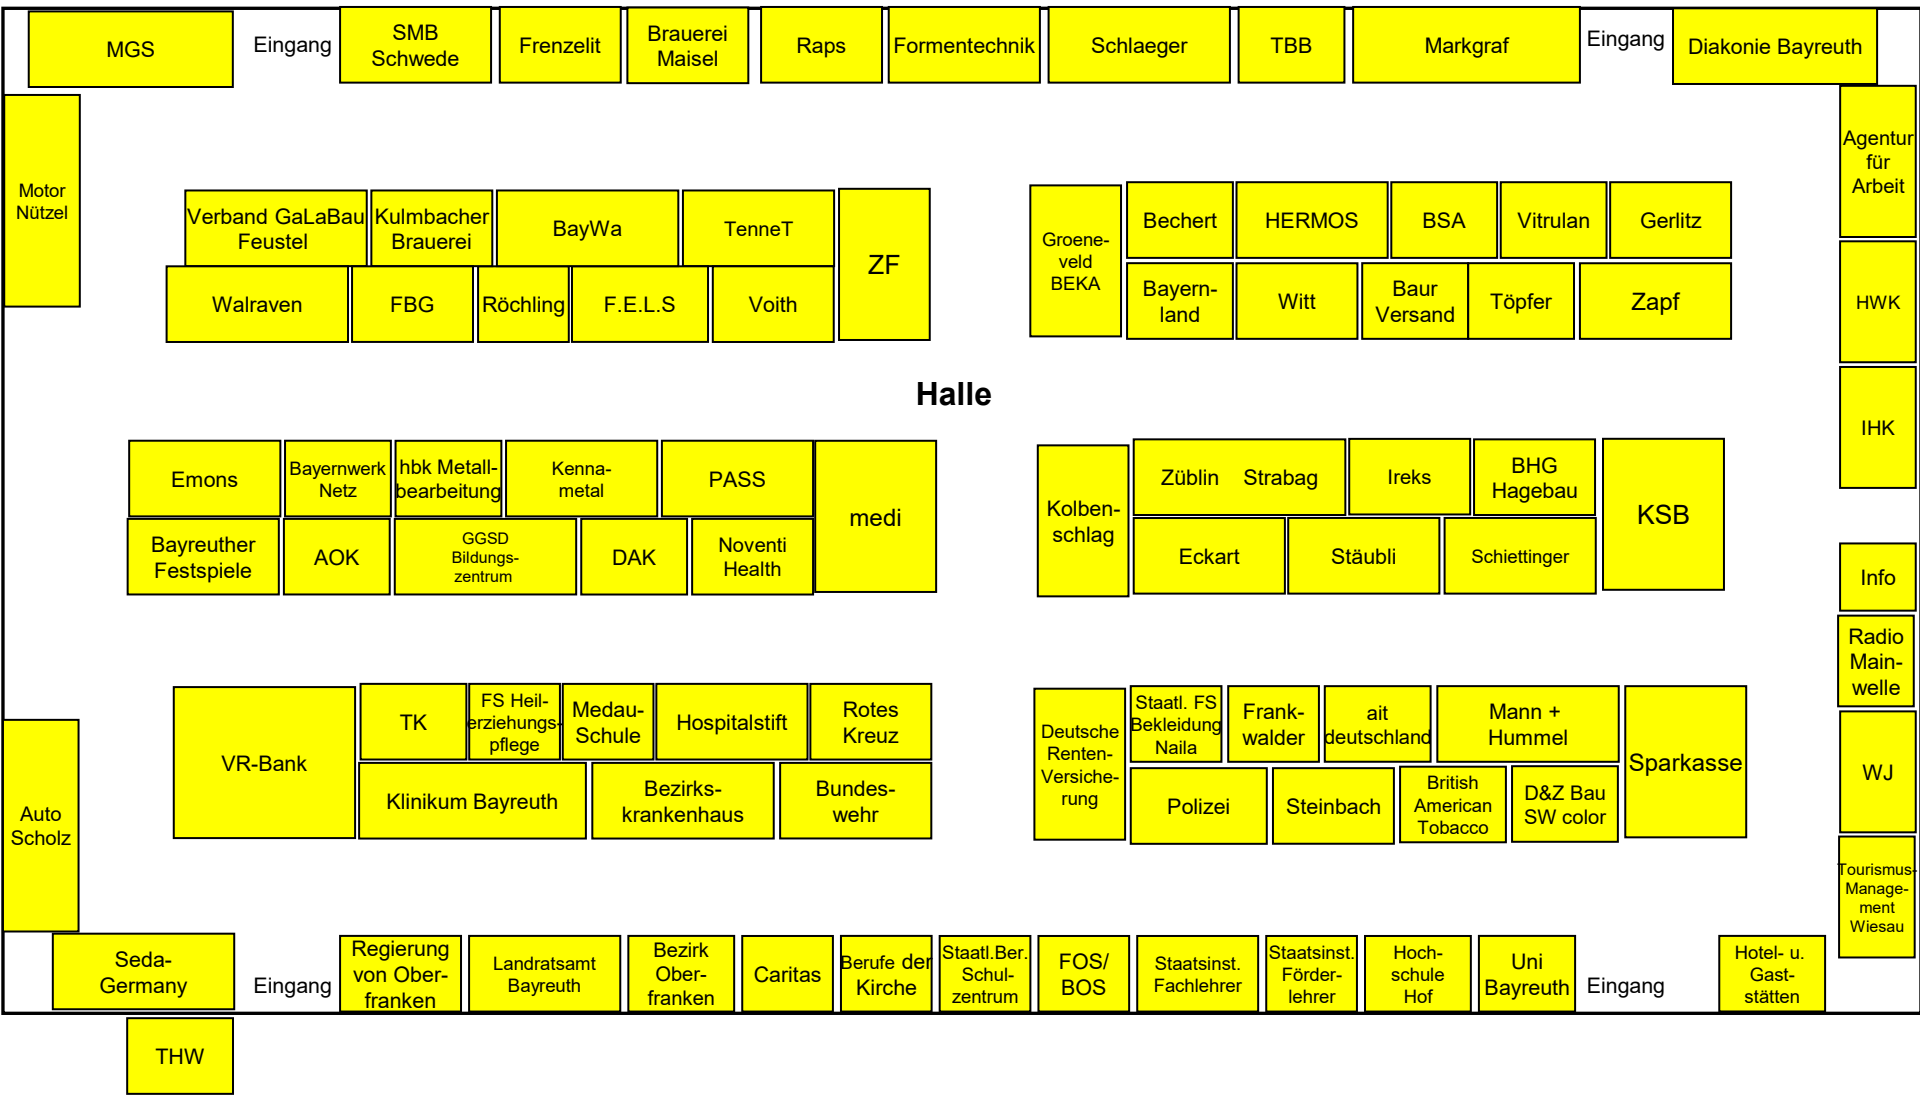 MGS
Eingang
SMB
Schwede
Frenzelit
Brauerei
Maisel
Raps
Formentechnik
Schlaeger
TBB
Markgraf
Eingang
Diakonie Bayreuth
Motor
Nützel
Agentur
für
Arbeit
Verband GaLaBau
Feustel
Kulmbacher
Brauerei
BayWa
TenneT
ZF
Walraven
FBG
Röchling
F.E.L.S
Voith
Groene-
veld
BEKA
Bechert
HERMOS
BSA
Vitrulan
Gerlitz
Bayern-
land
Witt
Baur
Versand
Töpfer
Zapf
HWK
Halle
IHK
Emons
Bayernwerk
Netz
hbk Metall-
bearbeitung
Kenna-
metal
PASS
medi
Bayreuther
Festspiele
AOK
GGSD
Bildungs-
zentrum
DAK
Noventi
Health
Kolben-
schlag
Züblin Strabag
Ireks
BHG
Hagebau
KSB
Eckart
Stäubli
Schiettinger
Info
Radio
Main-
welle
VR-Bank
TK
FS Heil-
erziehungs-
pflege
Medau-
Schule
Hospitalstift
Rotes
Kreuz
Klinikum Bayreuth
Bezirks-
krankenhaus
Bundes-
wehr
Deutsche
Renten-
Versiche-
rung
Staatl. FS
Bekleidung
Naila
Frank-
walder
ait
deutschland
Mann +
Hummel
Sparkasse
Polizei
Steinbach
British
American
Tobacco
D&Z Bau
SW color
WJ
Auto
Scholz
Tourismus-
Manage-
ment
Wiesau
Seda-
Germany
Eingang
Regierung
von Ober-
franken
Landratsamt
Bayreuth
Bezirk
Ober-
franken
Caritas
Berufe der
Kirche
Staatl.Ber.
Schul-
zentrum
FOS/
BOS
Staatsinst.
Fachlehrer
Staatsinst.
Förder-
lehrer
Hoch-
schule
Hof
Uni
Bayreuth
Eingang
Hotel- u.
Gast-
stätten
THW